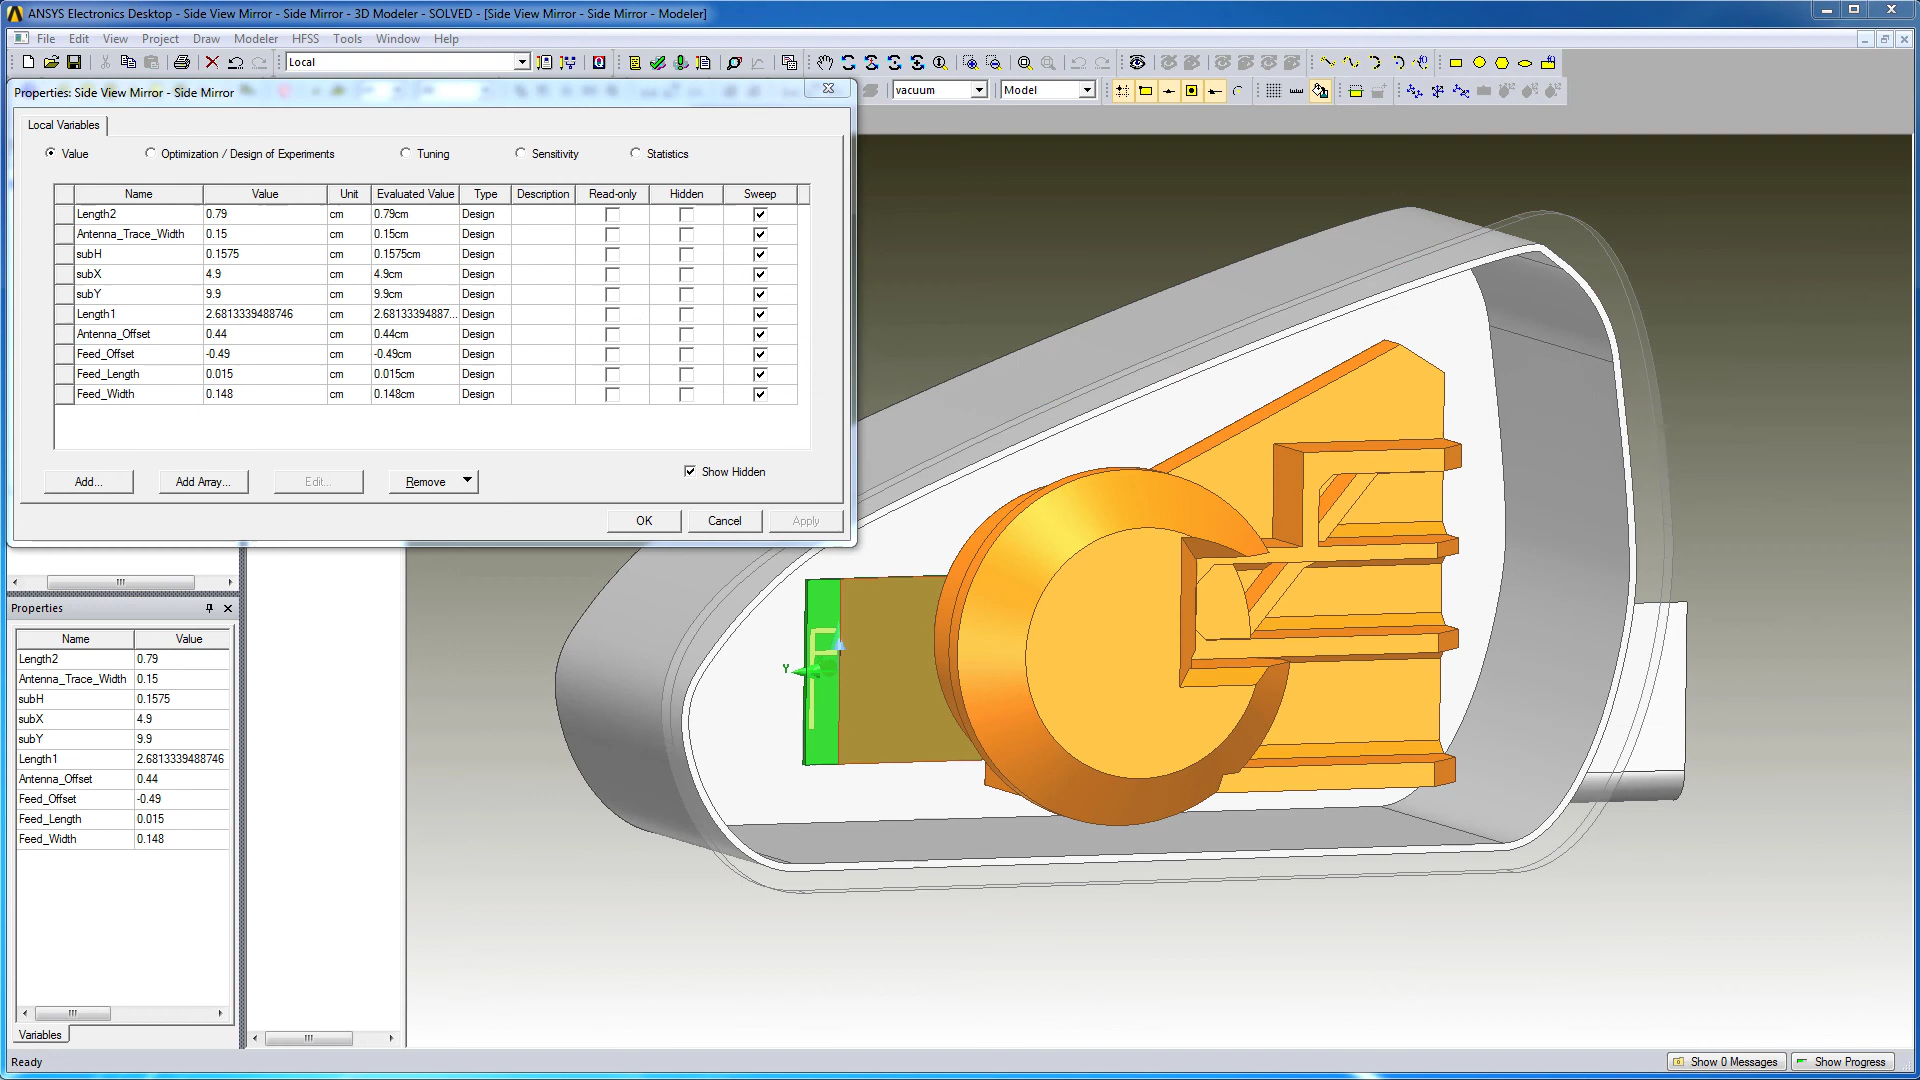 ANSYS Electronics Desktop - Side View Mirror - Side Mirror - 3D Modeler - SOLVED - [Side View Mirror - Side Mirror - Modeler]
File Edit View Project Draw Modeler HFSS Tools Window Help
Local
vacuum Model
Properties: Side View Mirror - Side Mirror
Local Variables
Value Optimization / Design of Experiments Tuning Sensitivity Statistics
Name Value Unit Evaluated Value Type Description Read-only Hidden Sweep
Length2 0.79 cm 0.79cm Design
Antenna_Trace_Width 0.15 cm 0.15cm Design
subH 0.1575 cm 0.1575cm Design
subX 4.9 cm 4.9cm Design
subY 9.9 cm 9.9cm Design
Length1 2.6813339488746 cm 2.68133394887... Design
Antenna_Offset 0.44 cm 0.44cm Design
Feed_Offset -0.49 cm -0.49cm Design
Feed_Length 0.015 cm 0.015cm Design
Feed_Width 0.148 cm 0.148cm Design
Show Hidden
Add... Add Array... Edit... Remove
OK Cancel Apply
Properties
Name Value
Length2 0.79
Antenna_Trace_Width 0.15
subH 0.1575
subX 4.9
subY 9.9
Length1 2.6813339488746
Antenna_Offset 0.44
Feed_Offset -0.49
Feed_Length 0.015
Feed_Width 0.148
Variables
Y
Ready
Show 0 Messages Show Progress